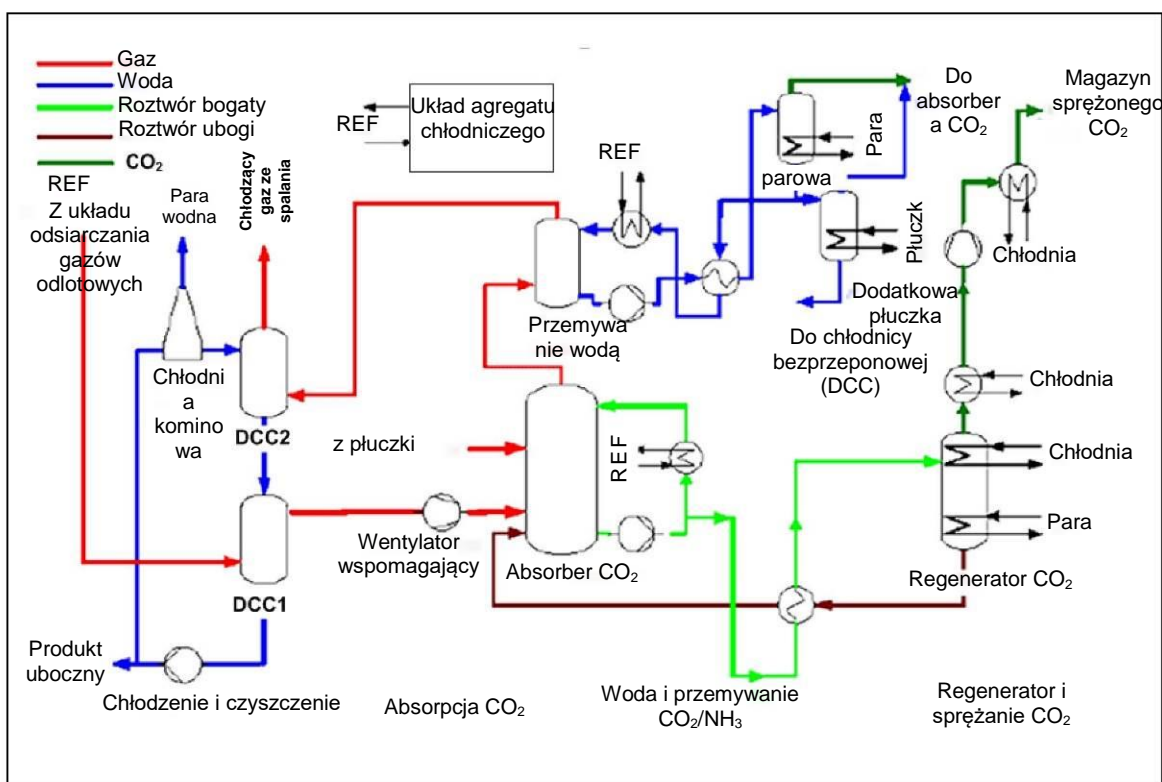 Gaz
Woda
Roztwór bogaty
Roztwór ubogi
CO₂
REF
Z układu
odsiarczania
gazów
odlotowych
Para
wodna
Chłodzący
gaz ze
spalania
REF
Układ agregatu
chłodniczego
REF
Para
parowa
Płuczk
Do
absorber
a CO₂
Magazyn
sprężonego
CO₂
Chłodnia
Dodatkowa
płuczka
Do chłodnicy
bezprzeponowej
(DCC)
Przemywa
nie wodą
Chłodni
a
komino
wa
DCC2
z płuczki
REF
Chłodnia
Chłodnia
Para
Wentylator
wspomagający
Absorber CO₂
Regenerator CO₂
DCC1
Produkt
uboczny
Chłodzenie i czyszczenie
Absorpcja CO₂
Woda i przemywanie
CO₂/NH₃
Regenerator i
sprężanie CO₂